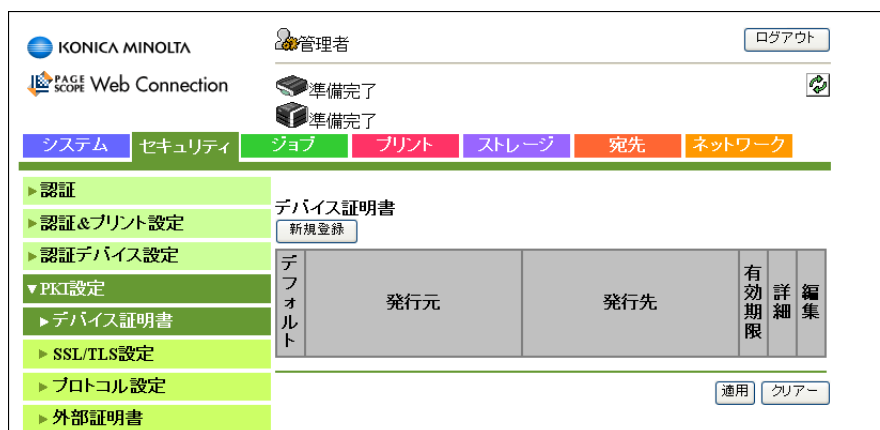 KONICA MINOLTA
管理者
ログアウト
PAGE SCOPE Web Connection
準備完了
準備完了
システム セキュリティ ジョブ プリント ストレージ 宛先 ネットワーク
認証
認証&プリント設定
認証デバイス設定
PKI設定
デバイス証明書
SSL/TLS設定
プロトコル設定
外部証明書
デバイス証明書
新規登録
デフォルト 発行元 発行先 有効期限 詳細 編集
適用 クリアー